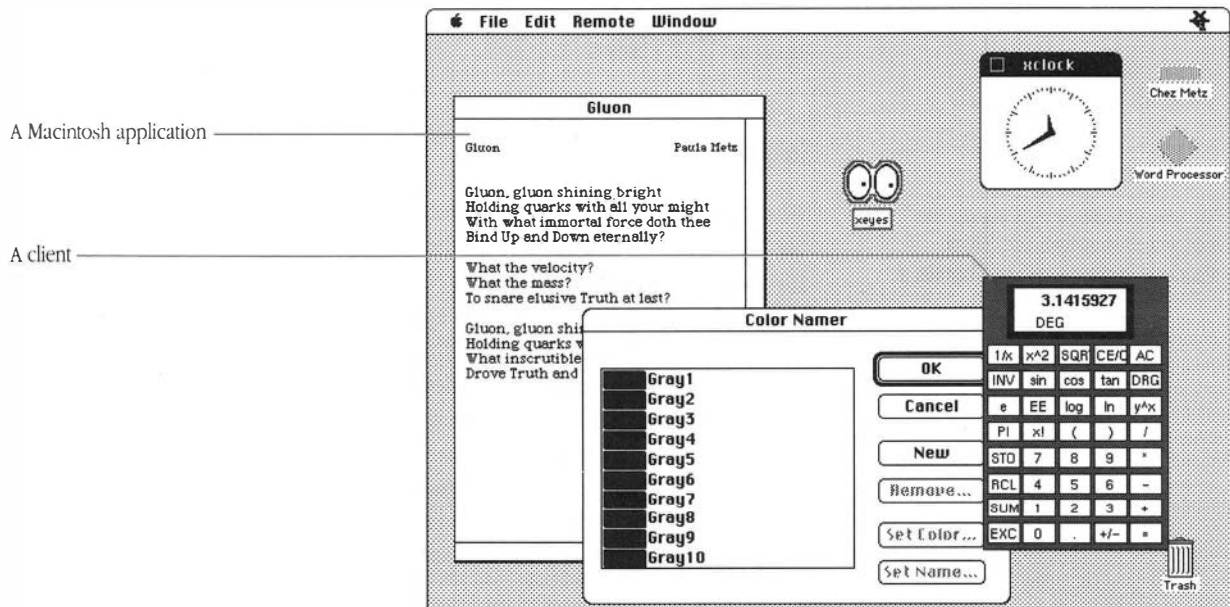 File Edit Remote Window
A Macintosh application
A client
Gluon
Gluon Paula Metz
Gluon, gluon shining bright
Holding quarks with all your might
With what immortal force doth thee
Bind Up and Down eternally?
What the velocity?
What the mass?
To snare elusive Truth at last?
Gluon, gluon shi
Holding quarks
What inscrutible
Drove Truth and
xclock
Chez Metz
Word Processor
xeyes
Color Namer
Gray1
Gray2
Gray3
Gray4
Gray5
Gray6
Gray7
Gray8
Gray9
Gray10
OK
Cancel
New
Remove...
Set Color...
Set Name...
3.1415927
DEG
1/x x^2 SQR CE/C AC
INV sin cos tan DRG
e EE log ln y^x
PI x! ( ) /
STO 7 8 9 *
RCL 4 5 6 -
SUM 1 2 3 +
EXC 0 . +/- =
Trash